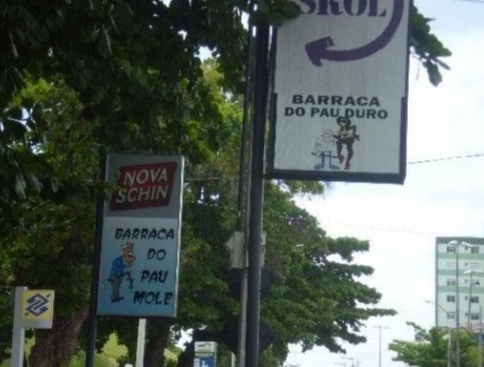 SKOL
BARRACA
DO PAU DURO
NOVA
SCHIN
BARRACA
DO
PAU
MOLE